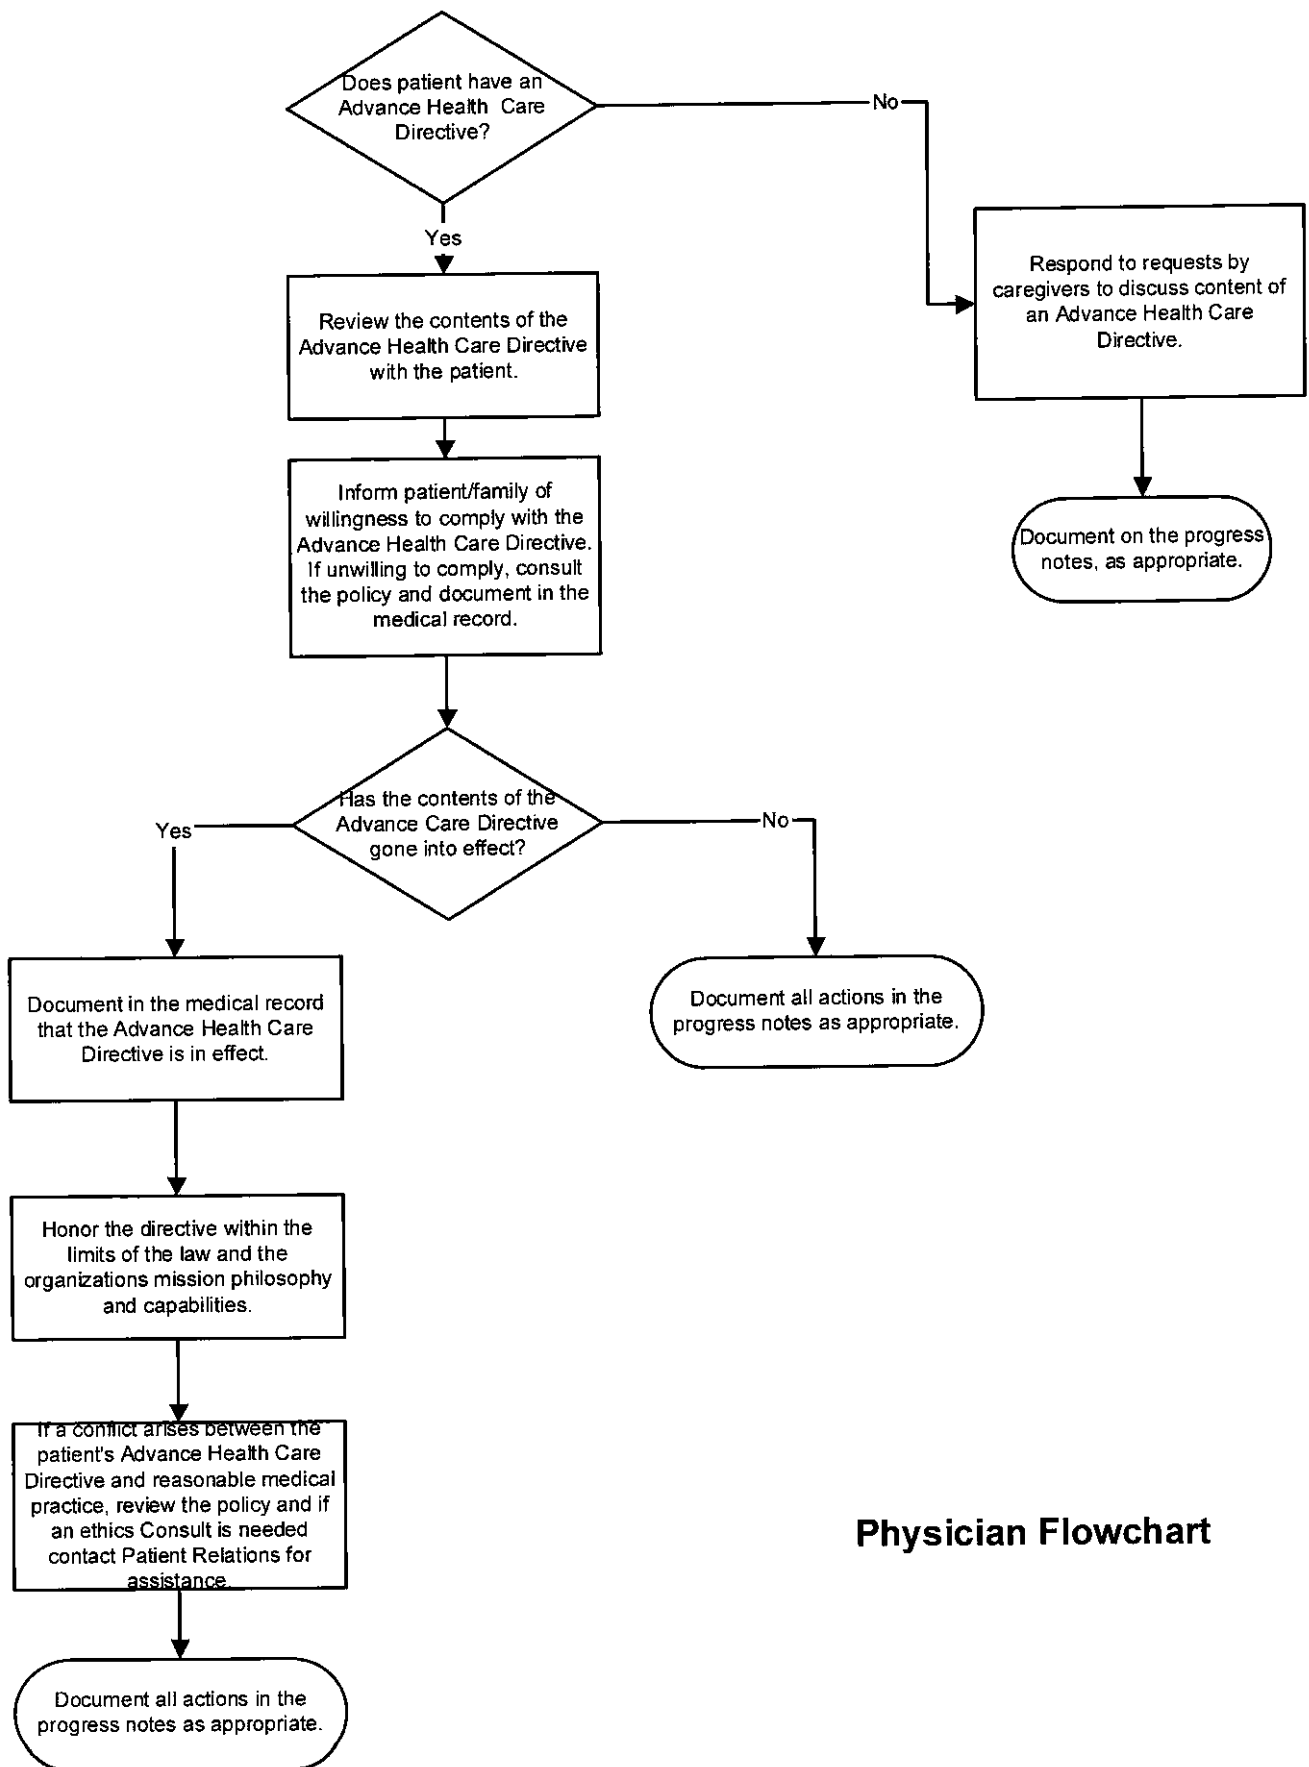 Does patient have an
Advance Health Care
Directive?
No
Yes
Respond to requests by
caregivers to discuss content of
an Advance Health Care
Directive.
Review the contents of the
Advance Health Care Directive
with the patient.
Inform patient/family of
willingness to comply with the
Advance Health Care Directive.
If unwilling to comply, consult
the policy and document in the
medical record.
Document on the progress
notes, as appropriate.
Has the contents of the
Advance Care Directive
gone into effect?
Yes
No
Document in the medical record
that the Advance Health Care
Directive is in effect.
Document all actions in the
progress notes as appropriate.
Honor the directive within the
limits of the law and the
organizations mission philosophy
and capabilities.
If a conflict arises between the
patient's Advance Health Care
Directive and reasonable medical
practice, review the policy and if
an ethics Consult is needed
contact Patient Relations for
assistance.
Physician Flowchart
Document all actions in the
progress notes as appropriate.